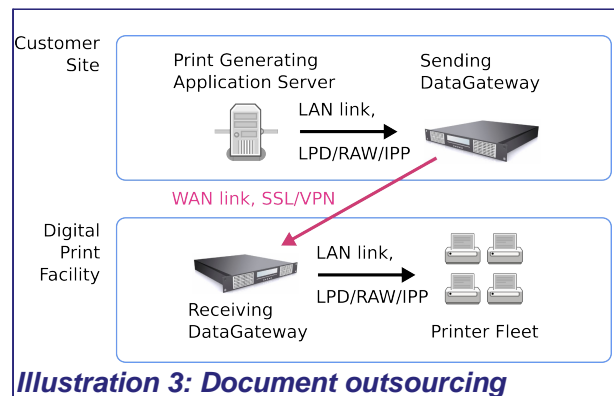 Customer
Site
Print Generating
Application Server
Sending
DataGateway
LAN link,
LPD/RAW/IPP
WAN link, SSL/VPN
Digital
Print
Facility
LAN link,
LPD/RAW/IPP
Receiving
DataGateway
Printer Fleet
Illustration 3: Document outsourcing